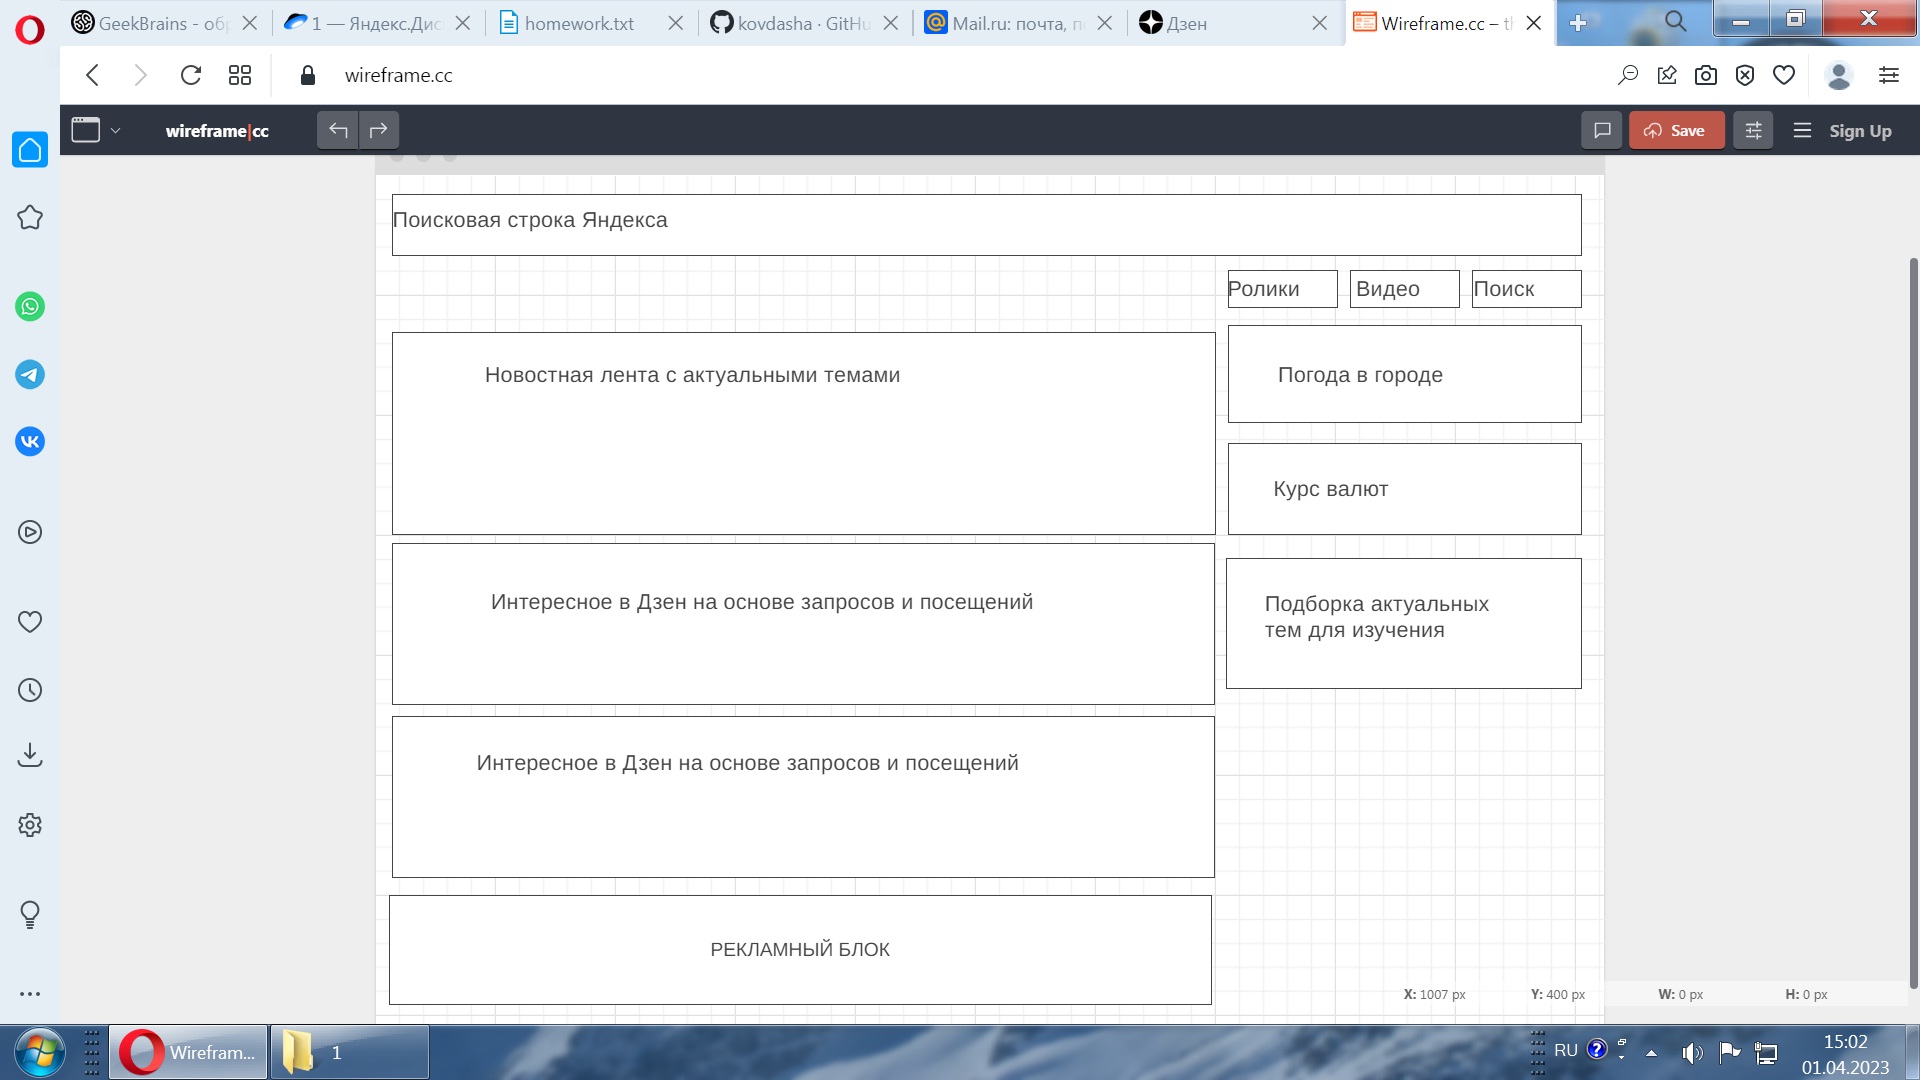 GeekBrains - обр
1 — Яндекс.Дис
homework.txt
kovdasha · GitHu
Mail.ru: почта, по
Дзен
Wireframe.cc – th
wireframe.cc
wireframe|cc
Save
Sign Up
Поисковая строка Яндекса
Ролики
Видео
Поиск
Новостная лента с актуальными темами
Погода в городе
Курс валют
Интересное в Дзен на основе запросов и посещений
Подборка актуальных
тем для изучения
Интересное в Дзен на основе запросов и посещений
РЕКЛАМНЫЙ БЛОК
X: 1007 px
Y: 400 px
W: 0 px
H: 0 px
Wirefram...
1
RU
15:02
01.04.2023